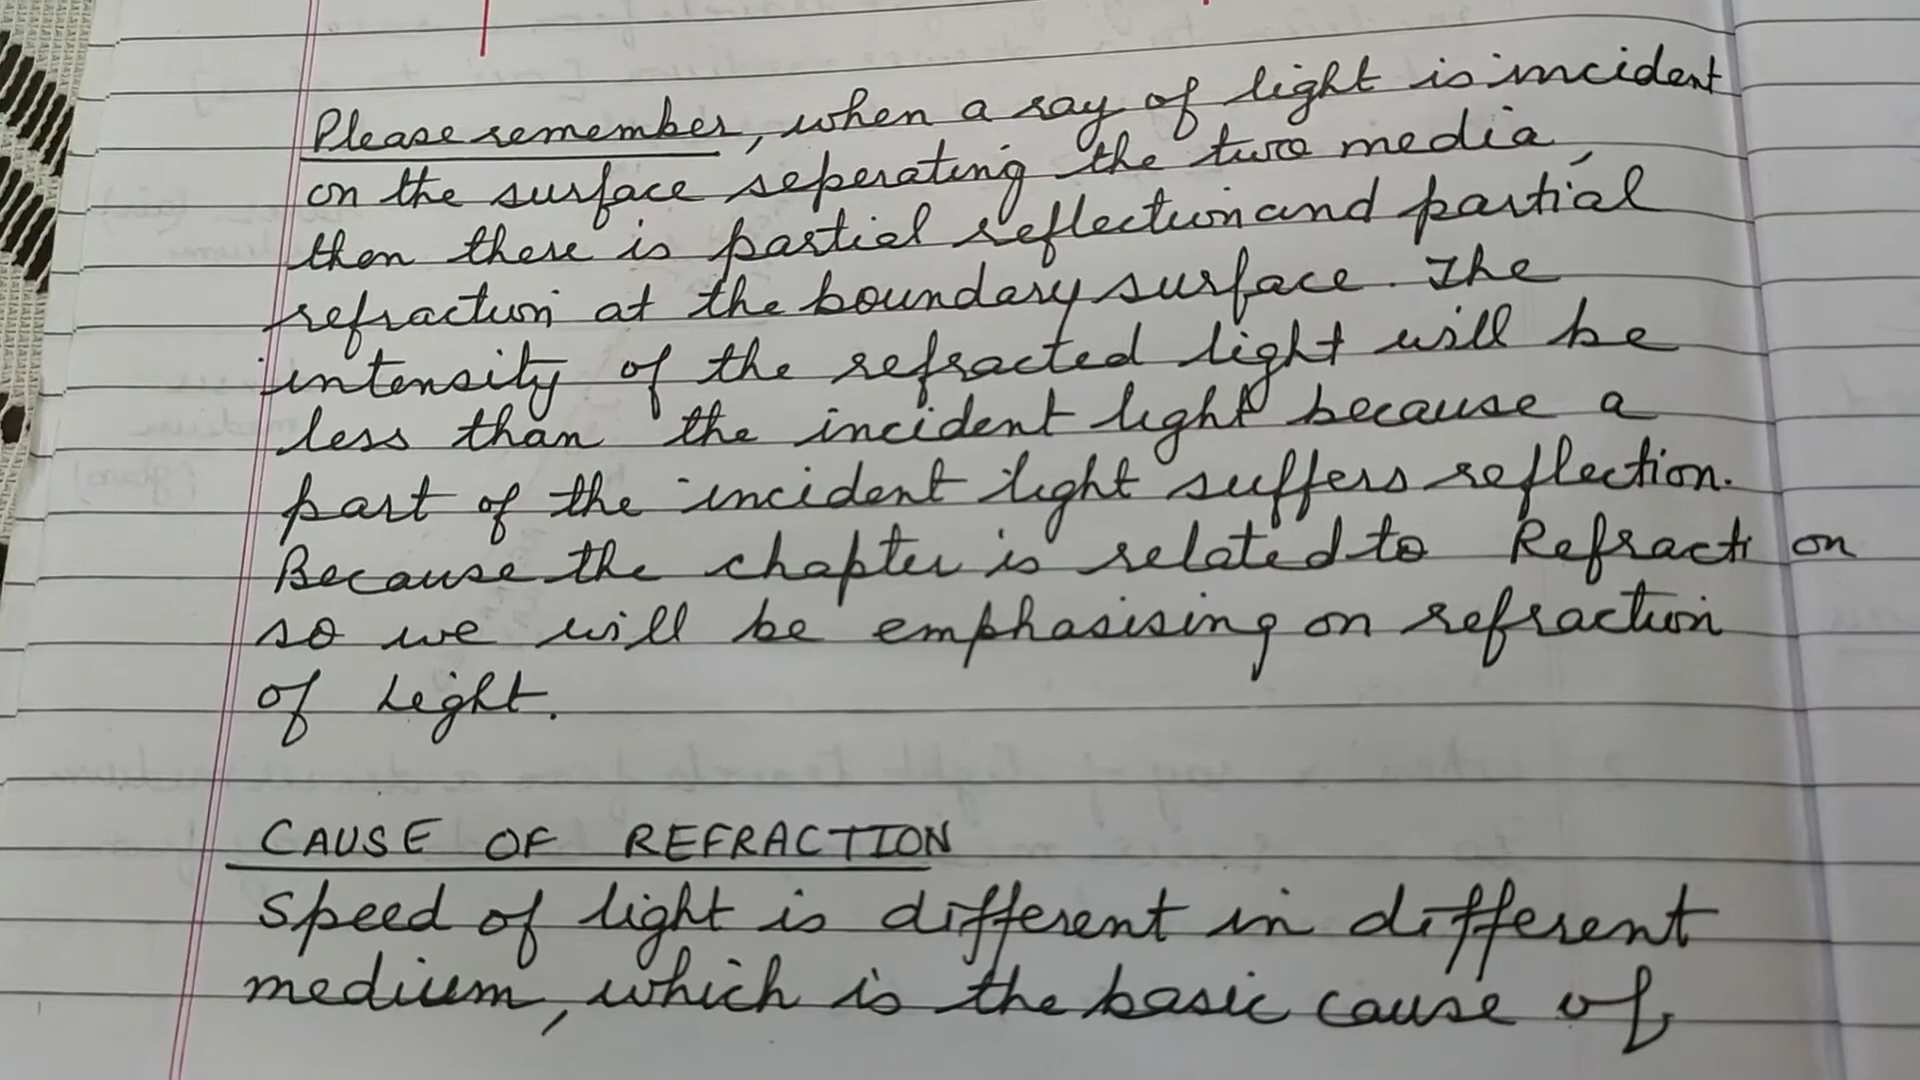 Please remember, when a ray of light is incident
on the surface seperating the two media,
then there is partial reflection and partial
refraction at the boundary surface. The
intensity of the refracted light will be
less than the incident light because a
part of the incident light suffers reflection.
Because the chapter is related to Refraction
so we will be emphasising on refraction
of Light.
CAUSE OF REFRACTION
Speed of light is different in different
medium, which is the basic cause of